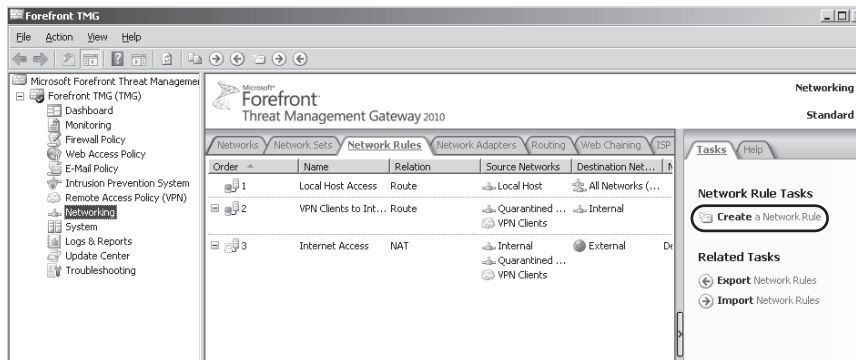 Forefront TMG
File Action View Help
Microsoft Forefront Threat Managemer
Forefront TMG (TMG)
Dashboard
Monitoring
Firewall Policy
Web Access Policy
E-Mail Policy
Intrusion Prevention System
Remote Access Policy (VPN)
Networking
System
Logs & Reports
Update Center
Troubleshooting
Microsoft
Forefront
Threat Management Gateway 2010
Networking
Standard
Networks Network Sets Network Rules Network Adapters Routing Web Chaining ISP
Order Name Relation Source Networks Destination Net...
1 Local Host Access Route Local Host All Networks (...
2 VPN Clients to Int... Route Quarantined ... Internal
VPN Clients
3 Internet Access NAT Internal External De
Quarantined ...
VPN Clients
Tasks Help
Network Rule Tasks
Create a Network Rule
Related Tasks
Export Network Rules
Import Network Rules